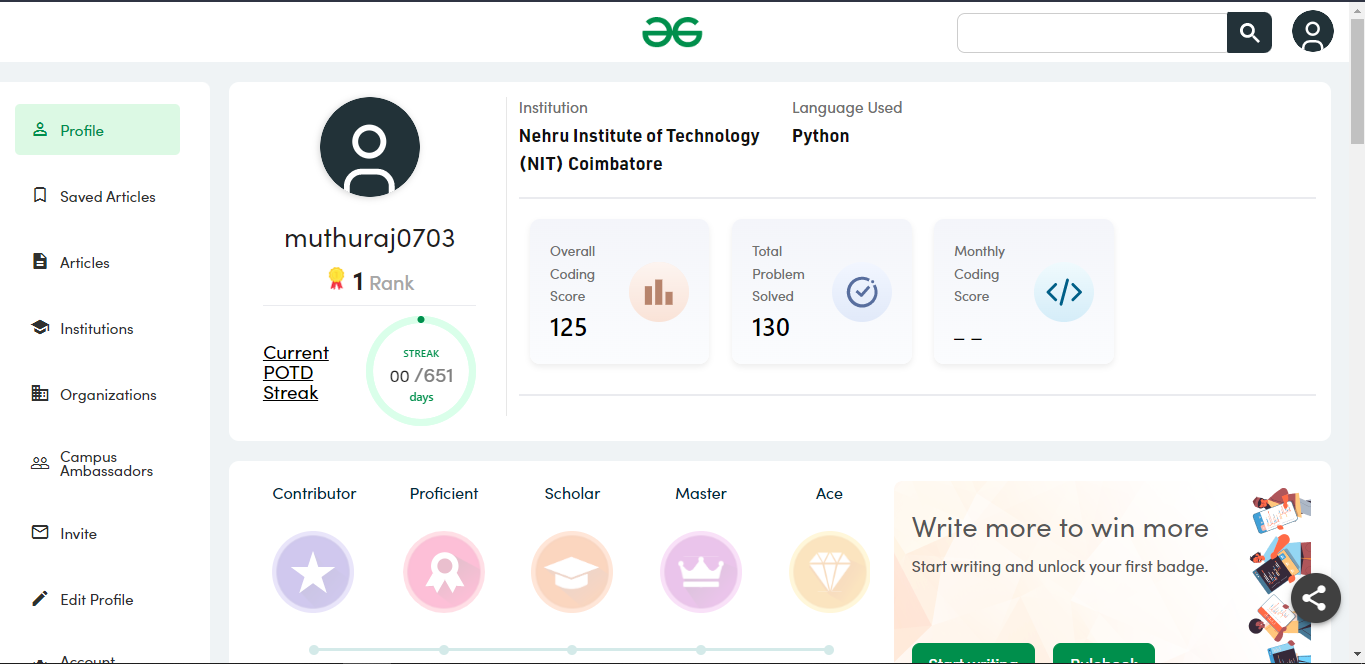 Profile
Saved Articles
Articles
Institutions
Organizations
Campus
Ambassadors
Invite
Edit Profile
Account
muthuraj0703
1 Rank
Current
POTD
Streak
STREAK
00 /651
days
Institution
Nehru Institute of Technology
(NIT) Coimbatore
Language Used
Python
Overall
Coding
Score
125
Total
Problem
Solved
130
Monthly
Coding
Score
_ _
Contributor
Proficient
Scholar
Master
Ace
Write more to win more
Start writing and unlock your first badge.
Start writing
Rulebook